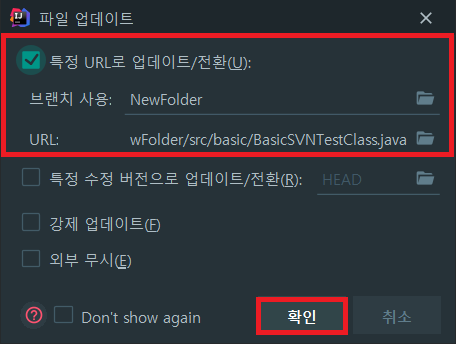 파일 업데이트
특정 URL로 업데이트/전환(U):
브랜치 사용: NewFolder
URL: wFolder/src/basic/BasicSVNTestClass.java
특정 수정 버전으로 업데이트/전환(R): HEAD
강제 업데이트(F)
외부 무시(E)
Don't show again 확인 취소